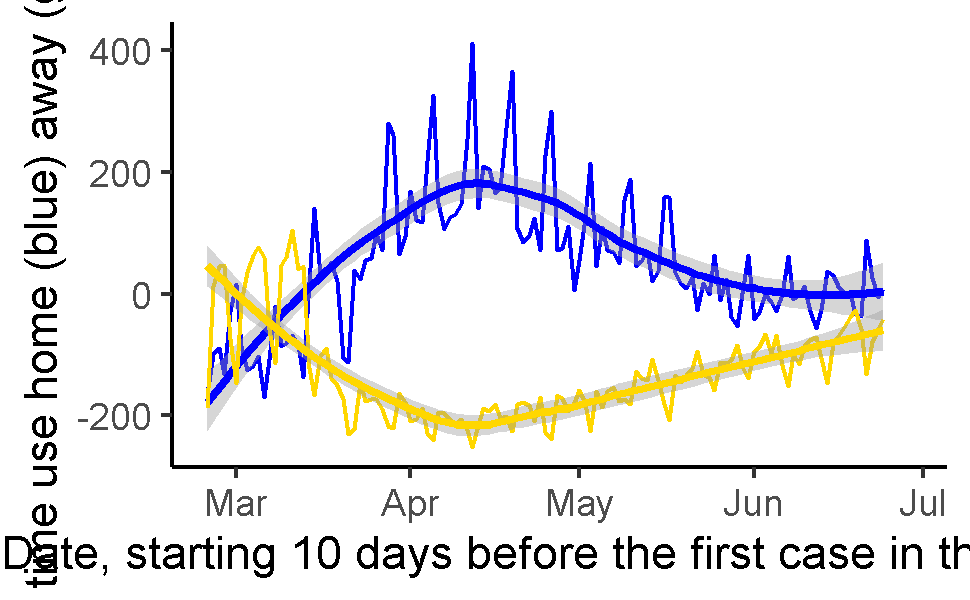 time use home (blue) away (
400
200
0
-200
Mar Apr May Jun Jul
Date, starting 10 days before the first case in th